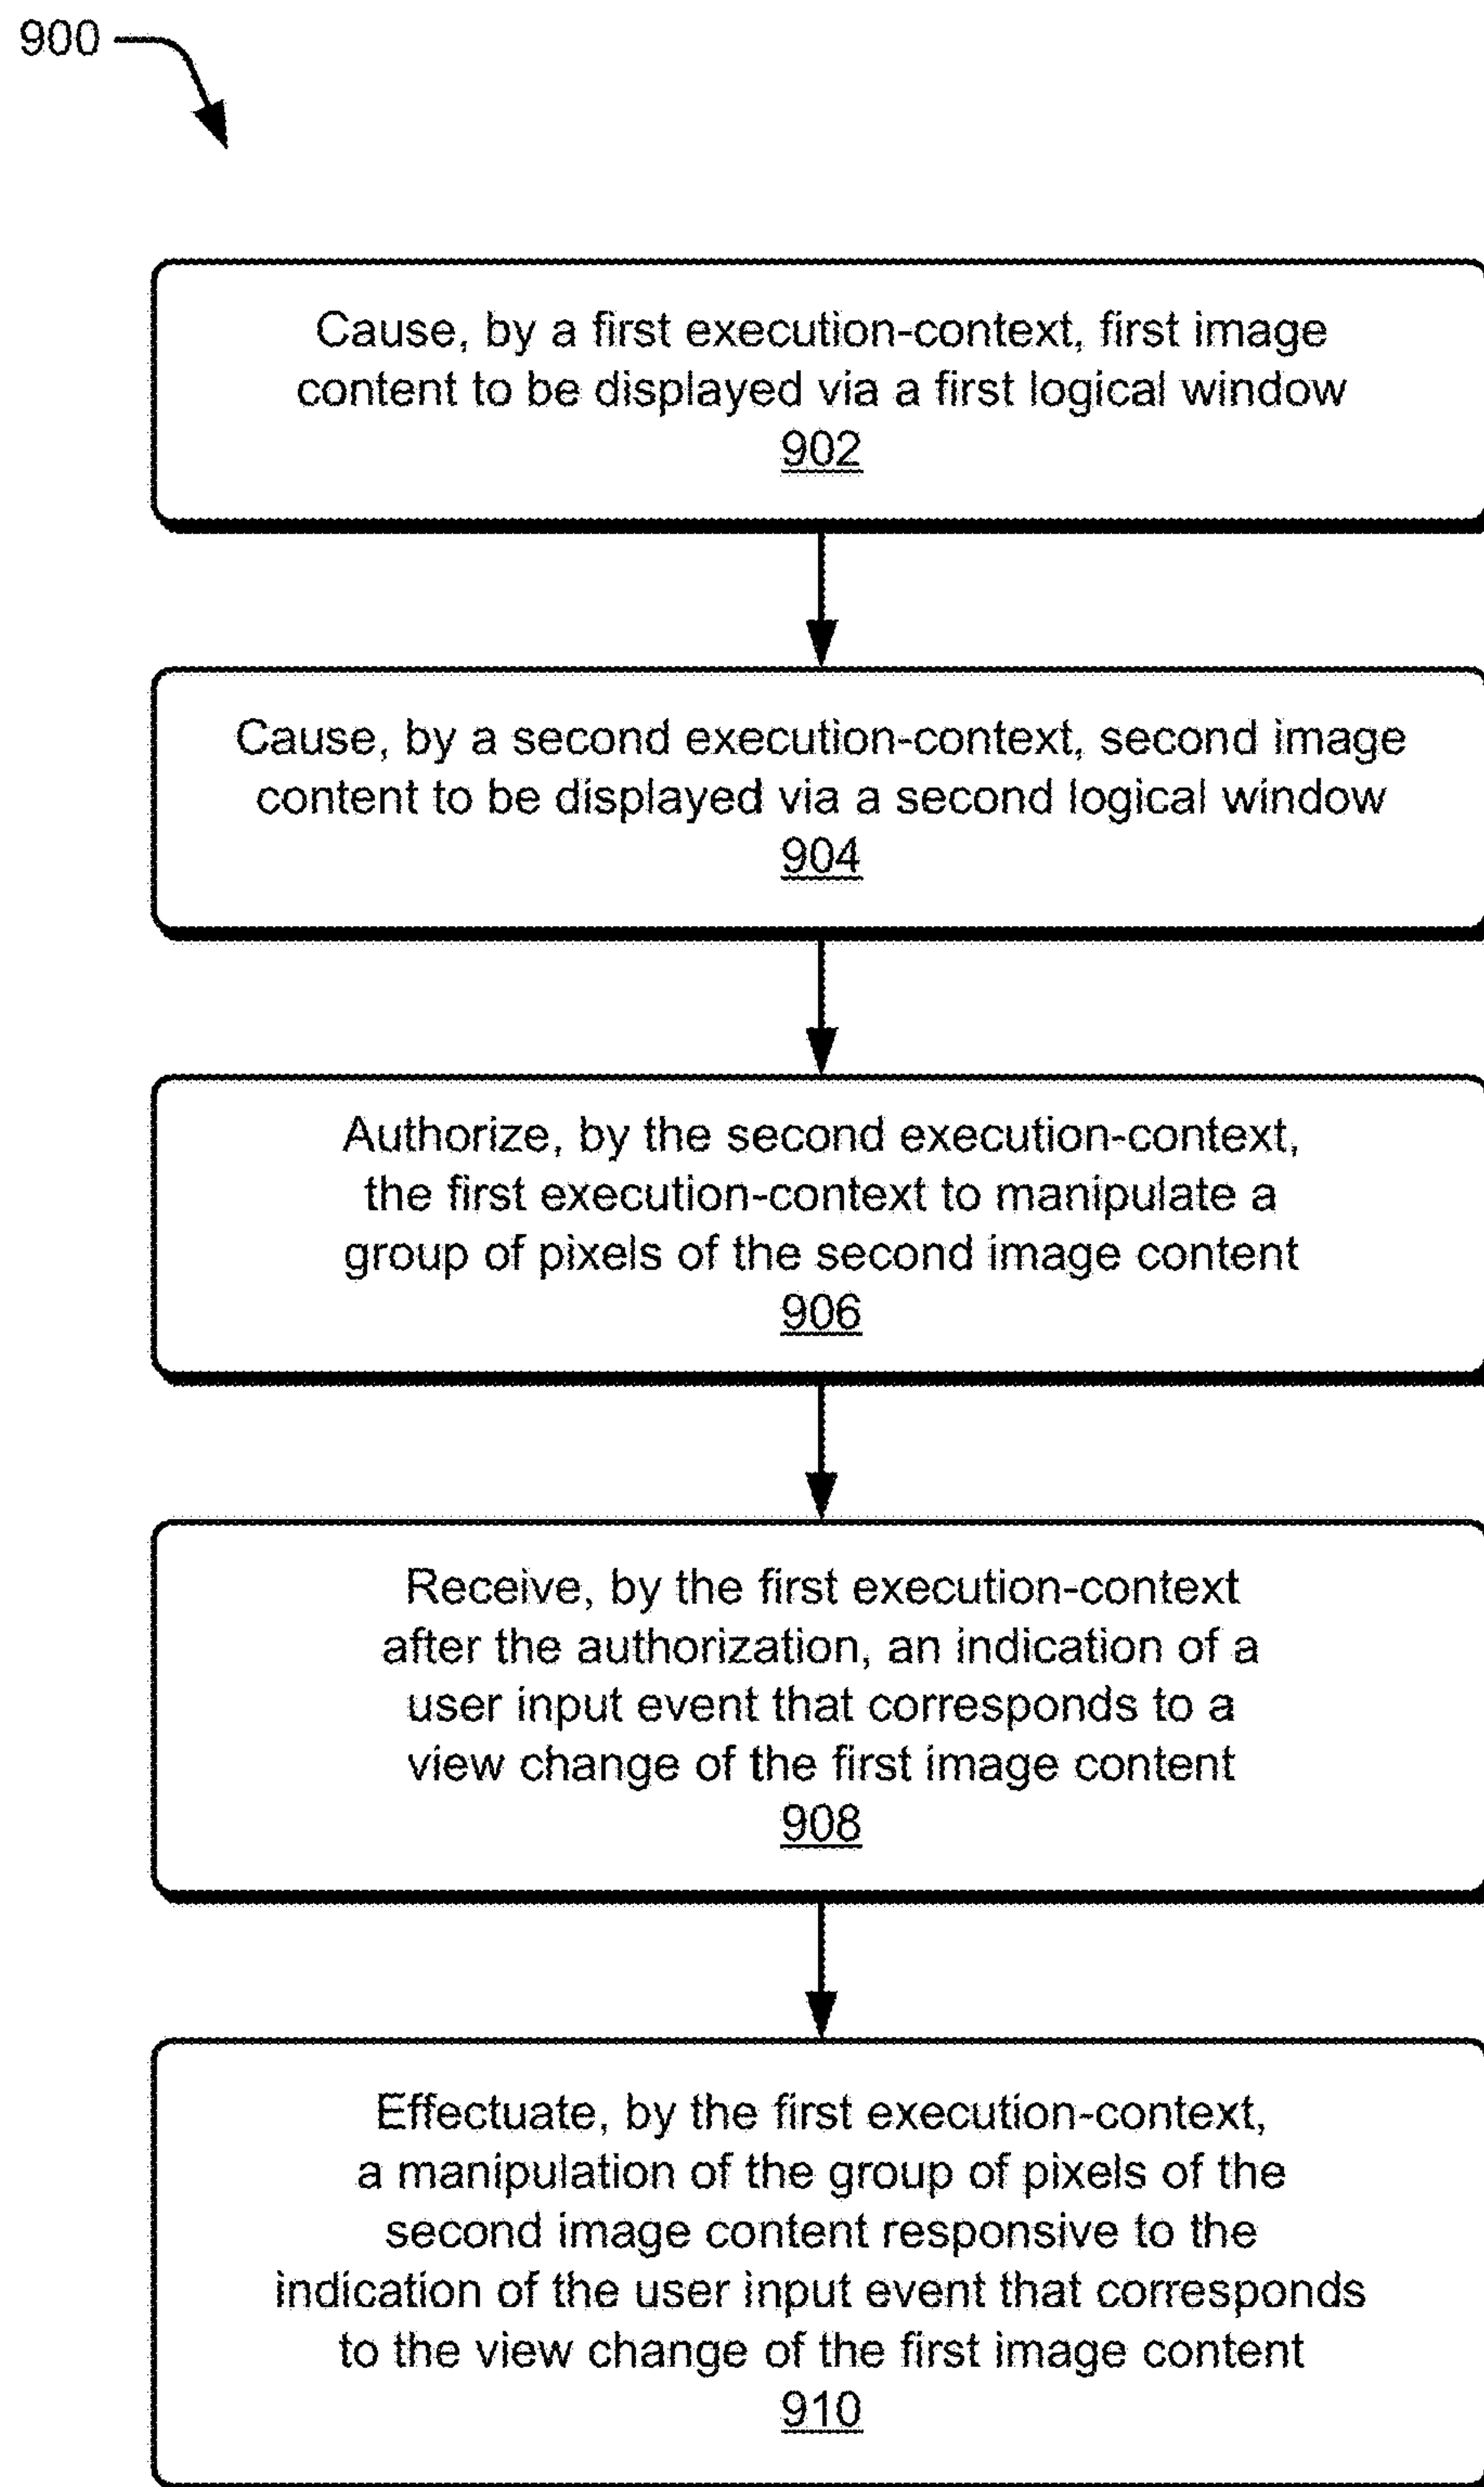 900
Cause, by a first execution-context, first image
content to be displayed via a first logical window
902
Cause, by a second execution-context, second image
content to be displayed via a second logical window
904
Authorize, by the second execution-context,
the first execution-context to manipulate a
group of pixels of the second image content
906
Receive, by the first execution-context
after the authorization, an indication of a
user input event that corresponds to a
view change of the first image content
908
Effectuate, by the first execution-context,
a manipulation of the group of pixels of the
second image content responsive to the
indication of the user input event that corresponds
to the view change of the first image content
910